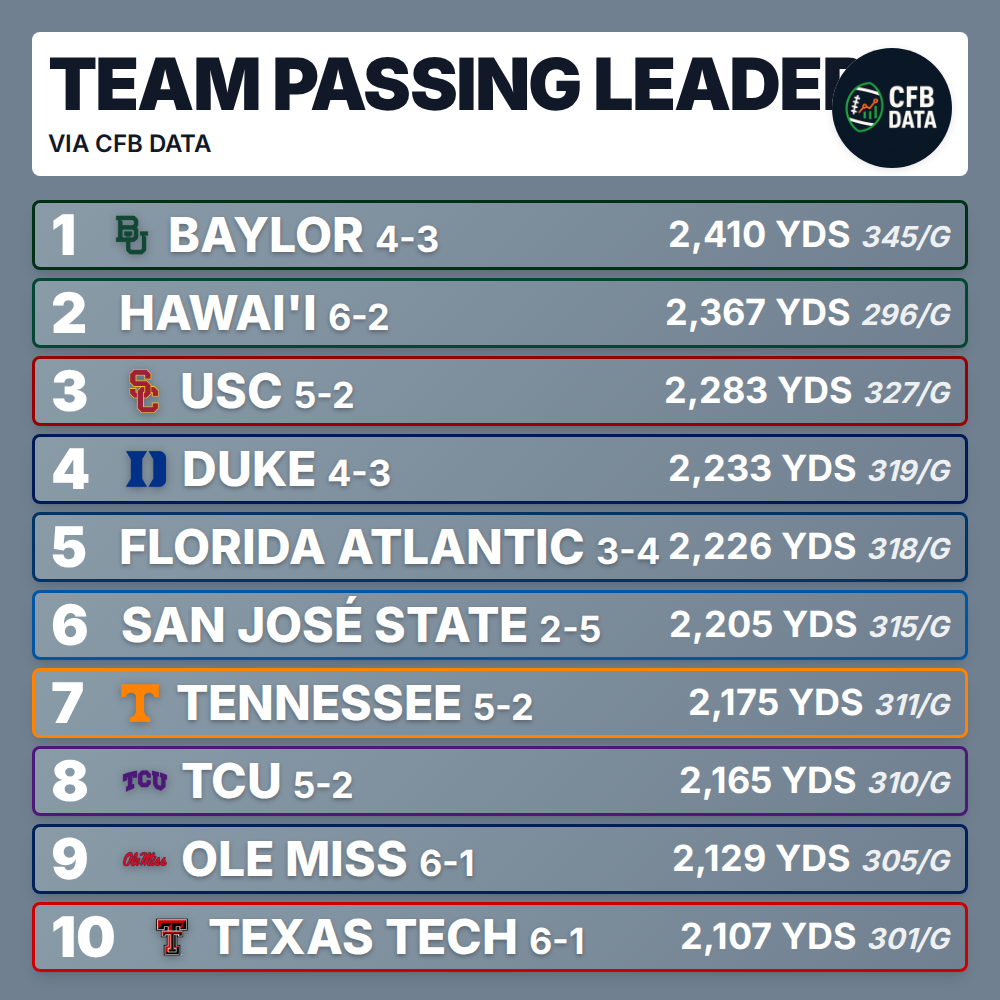 TEAM PASSING LEADER
CFB
DATA
VIA CFB DATA
1 BU BAYLOR 4-3 2,410 YDS 345/G
2 HAWAI'I 6-2 2,367 YDS 296/G
3 SC USC 5-2 2,283 YDS 327/G
4 D DUKE 4-3 2,233 YDS 319/G
5 FLORIDA ATLANTIC 3-4 2,226 YDS 318/G
6 SAN JOSÉ STATE 2-5 2,205 YDS 315/G
7 T TENNESSEE 5-2 2,175 YDS 311/G
8 TCU TCU 5-2 2,165 YDS 310/G
9 Ole Miss OLE MISS 6-1 2,129 YDS 305/G
10 T TEXAS TECH 6-1 2,107 YDS 301/G